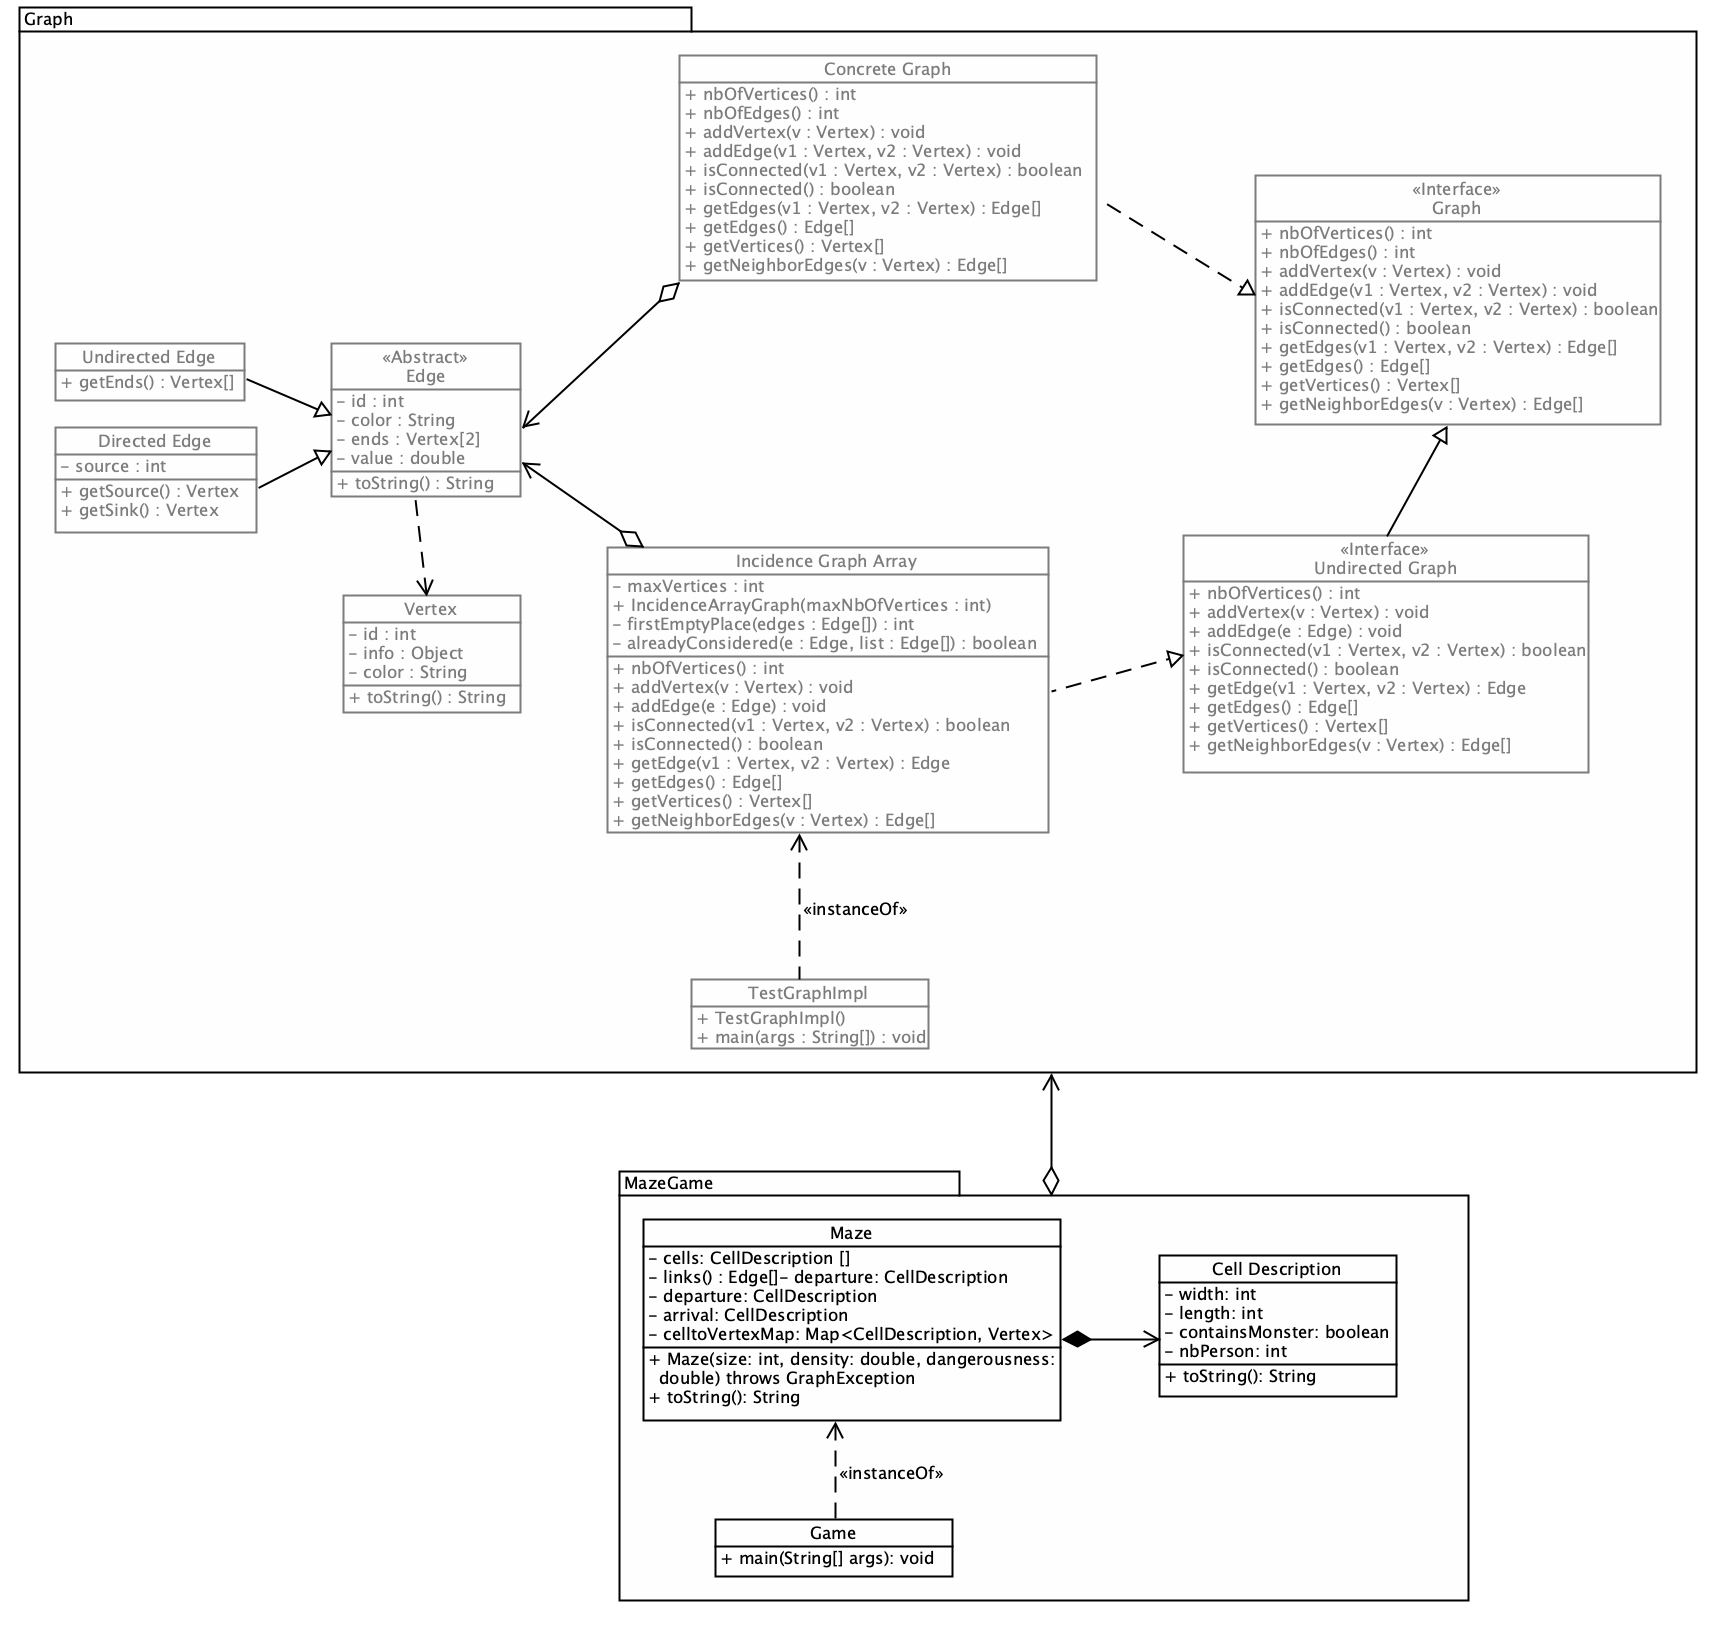 Graph
Concrete Graph
+ nbOfVertices() : int
+ nbOfEdges() : int
+ addVertex(v : Vertex) : void
+ addEdge(v1 : Vertex, v2 : Vertex) : void
+ isConnected(v1 : Vertex, v2 : Vertex) : boolean
+ isConnected() : boolean
+ getEdges(v1 : Vertex, v2 : Vertex) : Edge[]
+ getEdges() : Edge[]
+ getVertices() : Vertex[]
+ getNeighborEdges(v : Vertex) : Edge[]
«Interface»
Graph
+ nbOfVertices() : int
+ nbOfEdges() : int
+ addVertex(v : Vertex) : void
+ addEdge(v1 : Vertex, v2 : Vertex) : void
+ isConnected(v1 : Vertex, v2 : Vertex) : boolean
+ isConnected() : boolean
+ getEdges(v1 : Vertex, v2 : Vertex) : Edge[]
+ getEdges() : Edge[]
+ getVertices() : Vertex[]
+ getNeighborEdges(v : Vertex) : Edge[]
Undirected Edge
+ getEnds() : Vertex[]
Directed Edge
– source : int
+ getSource() : Vertex
+ getSink() : Vertex
«Abstract»
Edge
– id : int
– color : String
– ends : Vertex[2]
– value : double
+ toString() : String
Vertex
– id : int
– info : Object
– color : String
+ toString() : String
Incidence Graph Array
– maxVertices : int
+ IncidenceArrayGraph(maxNbOfVertices : int)
– firstEmptyPlace(edges : Edge[]) : int
– alreadyConsidered(e : Edge, list : Edge[]) : boolean
+ nbOfVertices() : int
+ addVertex(v : Vertex) : void
+ addEdge(e : Edge) : void
+ isConnected(v1 : Vertex, v2 : Vertex) : boolean
+ isConnected() : boolean
+ getEdge(v1 : Vertex, v2 : Vertex) : Edge
+ getEdges() : Edge[]
+ getVertices() : Vertex[]
+ getNeighborEdges(v : Vertex) : Edge[]
«Interface»
Undirected Graph
+ nbOfVertices() : int
+ addVertex(v : Vertex) : void
+ addEdge(e : Edge) : void
+ isConnected(v1 : Vertex, v2 : Vertex) : boolean
+ isConnected() : boolean
+ getEdge(v1 : Vertex, v2 : Vertex) : Edge
+ getEdges() : Edge[]
+ getVertices() : Vertex[]
+ getNeighborEdges(v : Vertex) : Edge[]
«instanceOf»
TestGraphImpl
+ TestGraphImpl()
+ main(args : String[]) : void
MazeGame
Maze
– cells: CellDescription []
– links() : Edge[]– departure: CellDescription
– departure: CellDescription
– arrival: CellDescription
– celltoVertexMap: Map<CellDescription, Vertex>
+ Maze(size: int, density: double, dangerousness:
double) throws GraphException
+ toString(): String
Cell Description
– width: int
– length: int
– containsMonster: boolean
– nbPerson: int
+ toString(): String
«instanceOf»
Game
+ main(String[] args): void